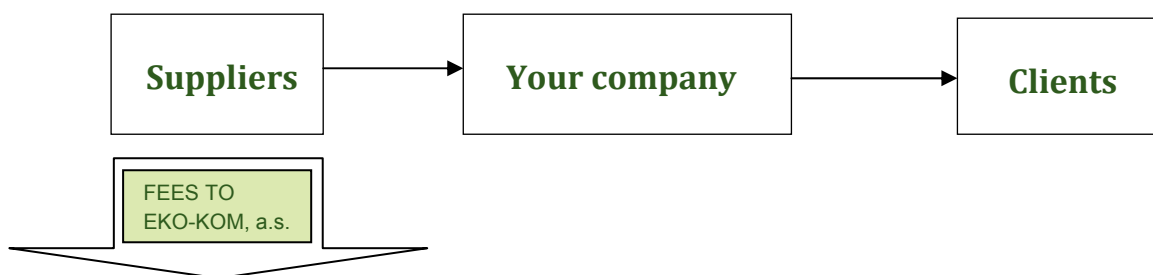 Suppliers
Your company
Clients
FEES TO
EKO-KOM, a.s.